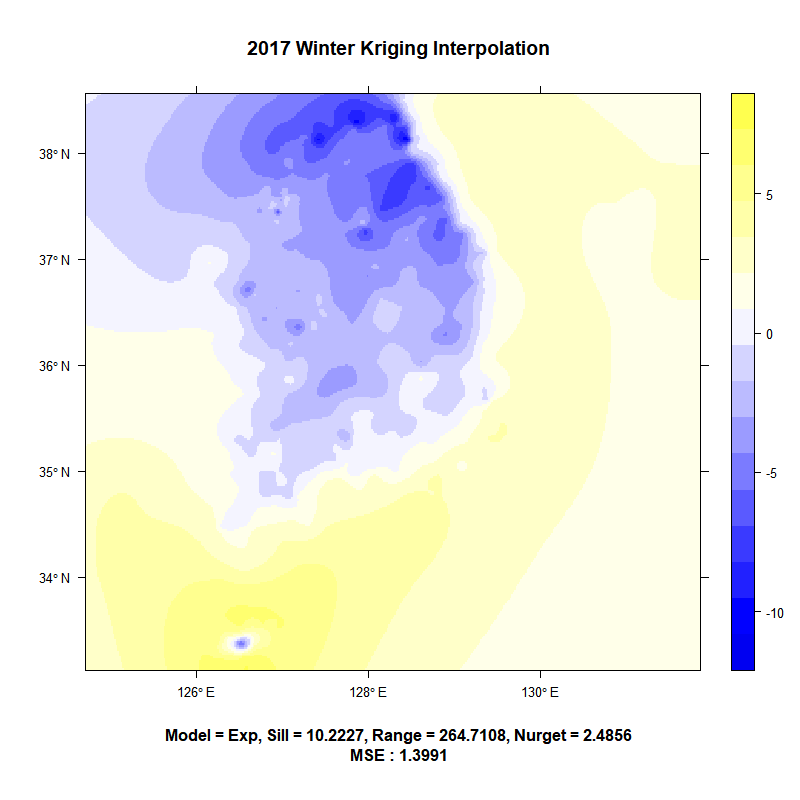 2017 Winter Kriging Interpolation
38° N
37° N
36° N
35° N
34° N
126° E
128° E
130° E
5
0
-5
-10
Model = Exp, Sill = 10.2227, Range = 264.7108, Nurget = 2.4856
MSE : 1.3991